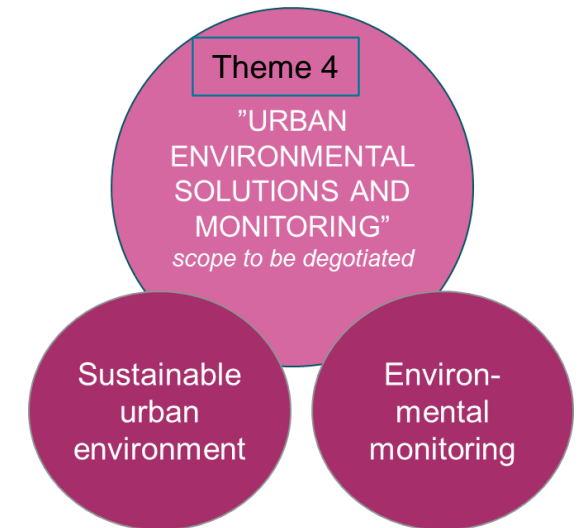 Theme 4
”URBAN
ENVIRONMENTAL
SOLUTIONS AND
MONITORING”
scope to be degotiated
Sustainable
urban
environment
Environ-
mental
monitoring